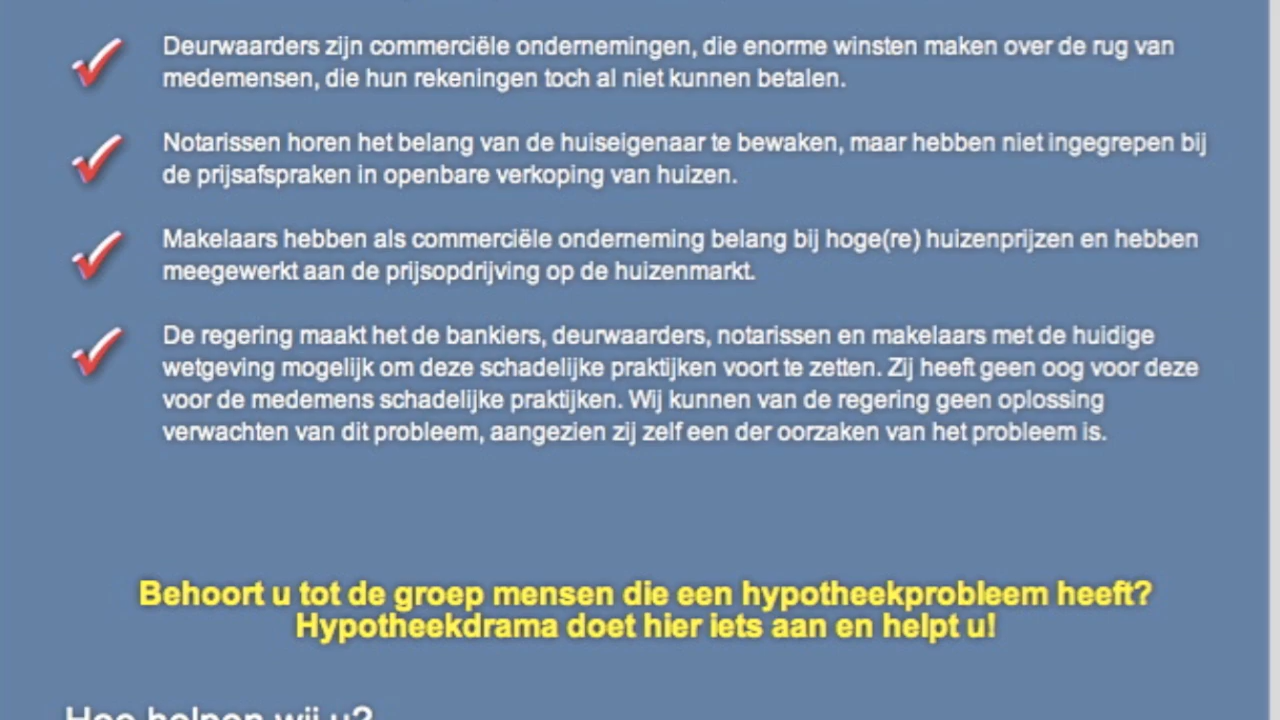 Deurwaarders zijn commerciële ondernemingen, die enorme winsten maken over de rug van
medemensen, die hun rekeningen toch al niet kunnen betalen.
Notarissen horen het belang van de huiseigenaar te bewaken, maar hebben niet ingegrepen bij
de prijsafspraken in openbare verkoping van huizen.
Makelaars hebben als commerciële onderneming belang bij hoge(re) huizenprijzen en hebben
meegewerkt aan de prijsopdrijving op de huizenmarkt.
De regering maakt het de bankiers, deurwaarders, notarissen en makelaars met de huidige
wetgeving mogelijk om deze schadelijke praktijken voort te zetten. Zij heeft geen oog voor deze
voor de medemens schadelijke praktijken. Wij kunnen van de regering geen oplossing
verwachten van dit probleem, aangezien zij zelf een der oorzaken van het probleem is.
Behoort u tot de groep mensen die een hypotheekprobleem heeft?
Hypotheekdrama doet hier iets aan en helpt u!
Hoe helpen wij u?